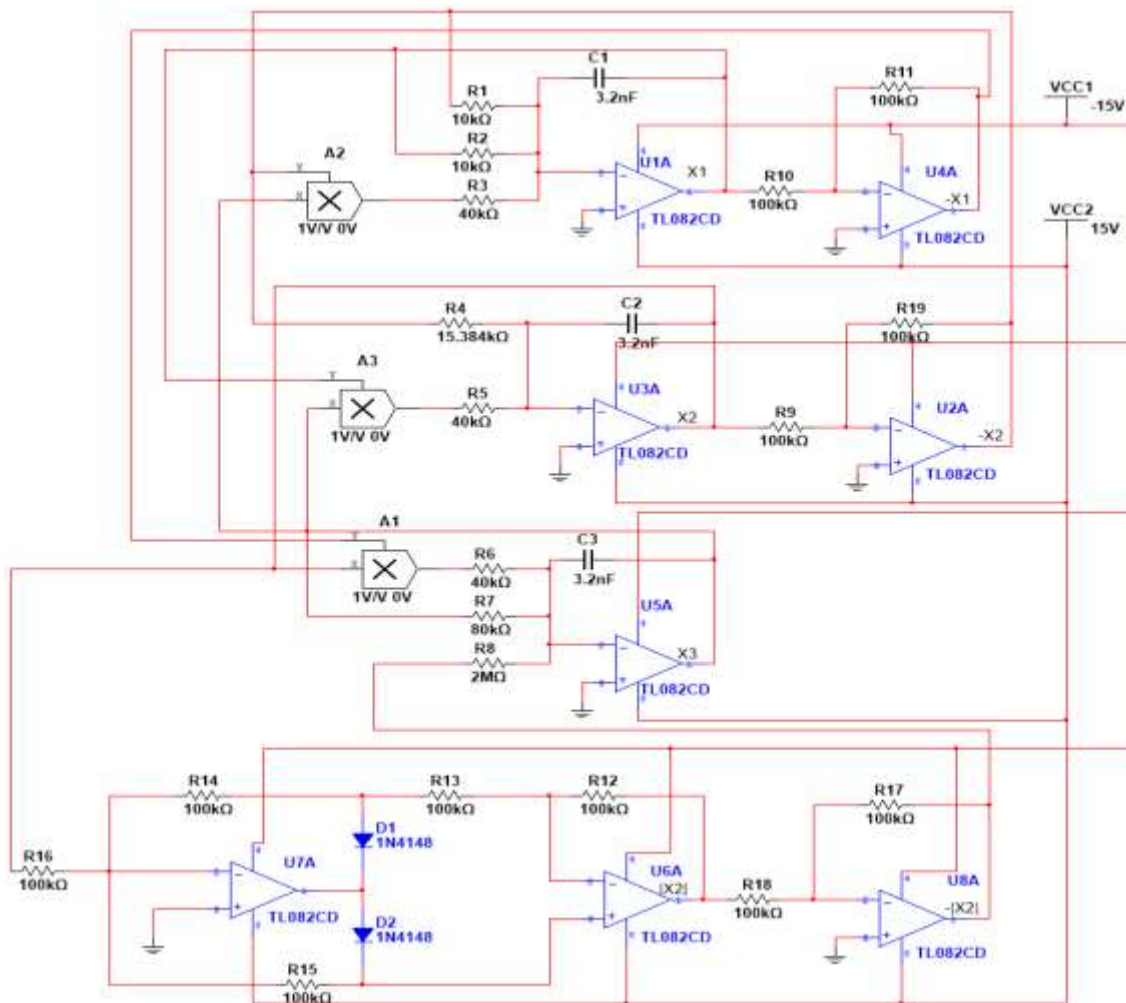 C1
3.2nF
R11
100kΩ
VCC1
-15V
R1
10kΩ
R2
10kΩ
A2
Y
X
1V/V 0V
R3
40kΩ
U1A
X1
TL082CD
R10
100kΩ
U4A
-X1
TL082CD
VCC2
15V
R4
15.384kΩ
C2
3.2nF
R19
100kΩ
A3
Y
X
1V/V 0V
R5
40kΩ
U3A
X2
TL082CD
R9
100kΩ
U2A
-X2
TL082CD
A1
Y
X
1V/V 0V
R6
40kΩ
C3
3.2nF
R7
80kΩ
R8
2MΩ
U5A
X3
TL082CD
R14
100kΩ
R13
100kΩ
R12
100kΩ
R17
100kΩ
D1
1N4148
R16
100kΩ
U7A
TL082CD
D2
1N4148
U6A
|X2|
TL082CD
R18
100kΩ
U8A
-|X2|
TL082CD
R15
100kΩ